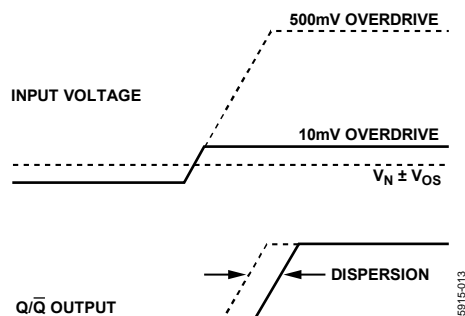 500mV OVERDRIVE
INPUT VOLTAGE
10mV OVERDRIVE
VN ± VOS
DISPERSION
Q/Q̅ OUTPUT
5915-013